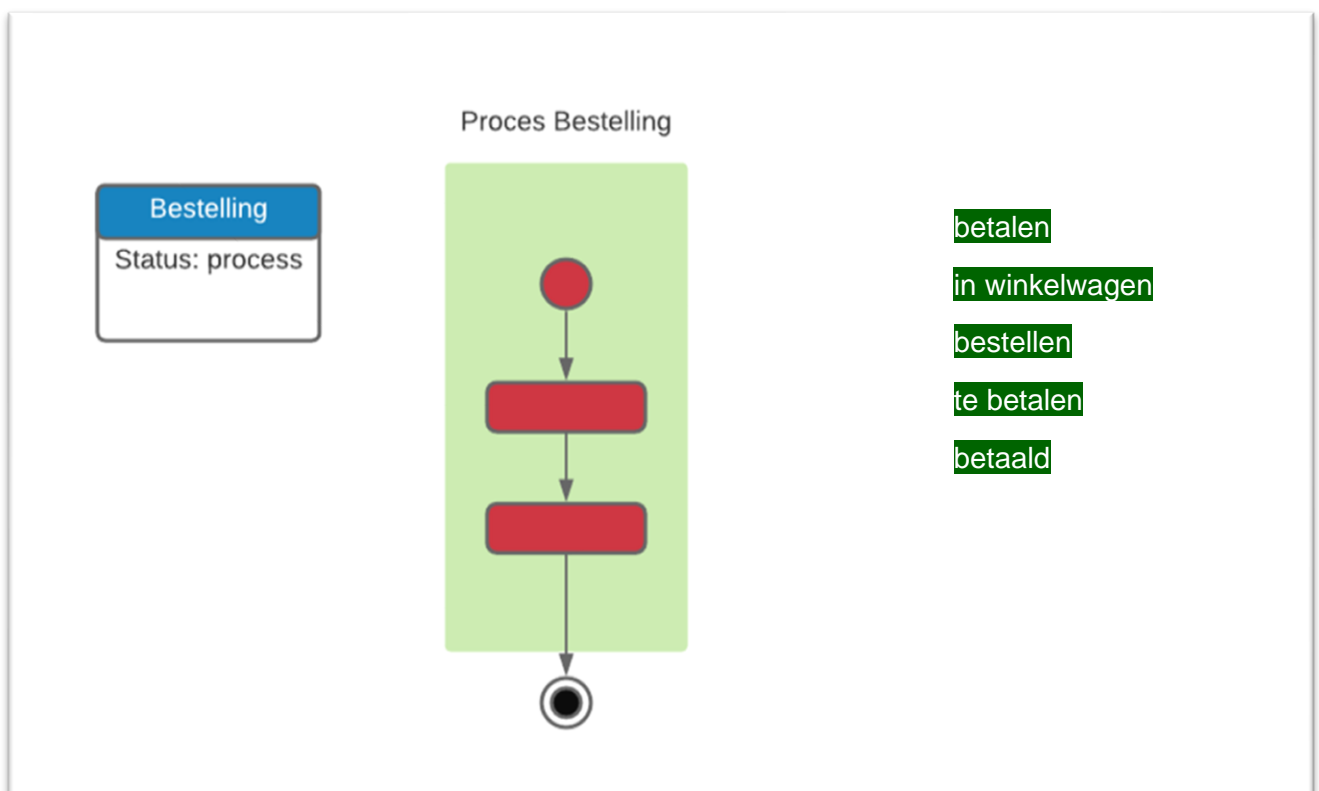 Proces Bestelling
Bestelling
Status: process
betalen
in winkelwagen
bestellen
te betalen
betaald